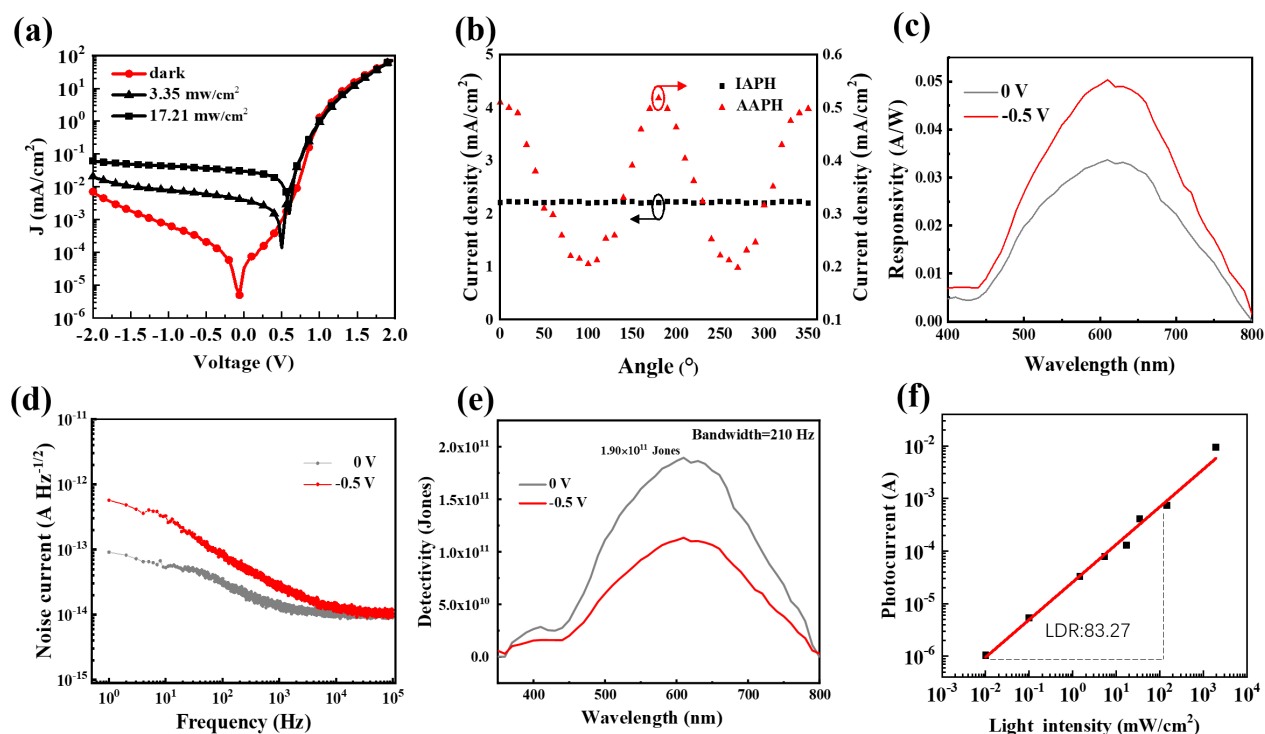 (a)
10²
10¹
10⁰
10⁻¹
10⁻²
10⁻³
10⁻⁴
10⁻⁵
10⁻⁶
J (mA/cm²)
dark
3.35 mw/cm²
17.21 mw/cm²
-2.0 -1.5 -1.0 -0.5 0.0 0.5 1.0 1.5 2.0
Voltage (V)
(b)
5
4
3
2
1
0
Current density (mA/cm²)
IAPH
AAPH
0.6
0.5
0.4
0.3
0.2
0.1
Current density (mA/cm²)
0 50 100 150 200 250 300 350
Angle (°)
(c)
0.05
0.04
0.03
0.02
0.01
0.00
Responsivity (A/W)
0 V
-0.5 V
400 500 600 700 800
Wavelength (nm)
(d)
10⁻¹¹
10⁻¹²
10⁻¹³
10⁻¹⁴
10⁻¹⁵
Noise current (A Hz⁻¹/²)
0 V
-0.5 V
10⁰ 10¹ 10² 10³ 10⁴ 10⁵
Frequency (Hz)
(e)
2.0x10¹¹
1.5x10¹¹
1.0x10¹¹
5.0x10¹⁰
0.0
Detectivity (Jones)
Bandwidth=210 Hz
1.90×10¹¹ Jones
0 V
-0.5 V
400 500 600 700 800
Wavelength (nm)
(f)
10⁻²
10⁻³
10⁻⁴
10⁻⁵
10⁻⁶
Photocurrent (A)
LDR:83.27
10⁻³ 10⁻² 10⁻¹ 10⁰ 10¹ 10² 10³ 10⁴
Light intensity (mW/cm²)